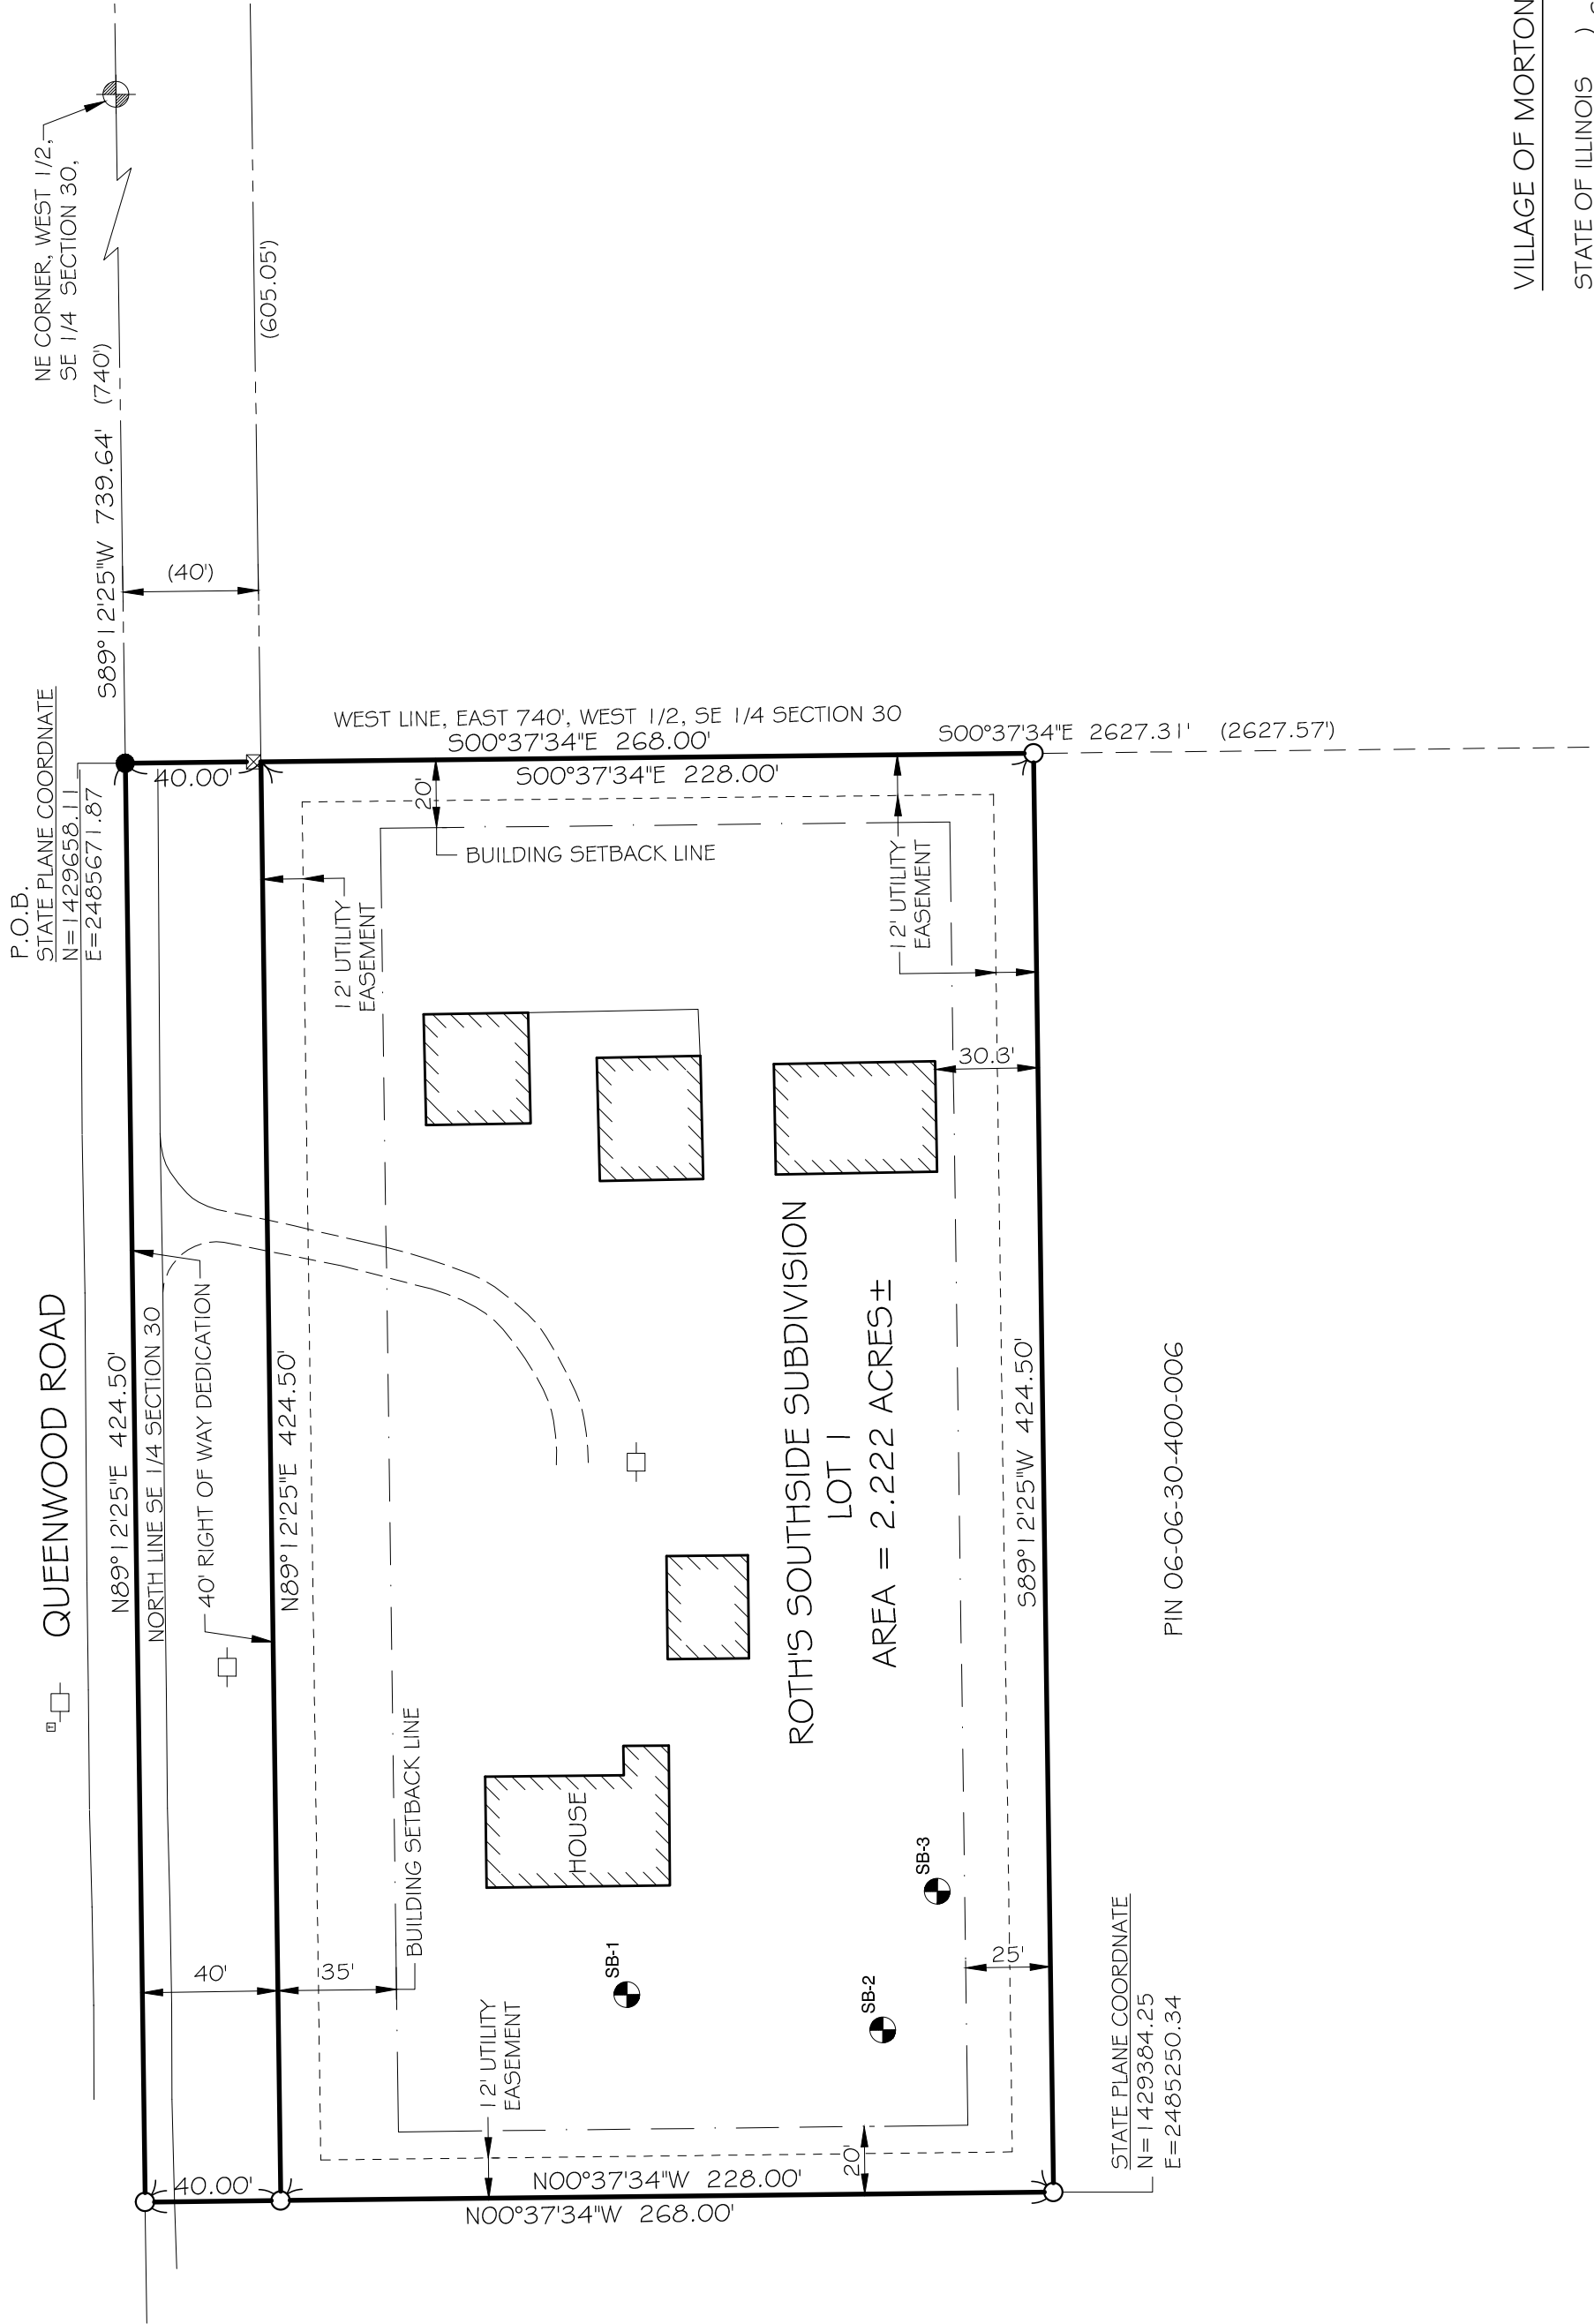 NE CORNER, WEST 1/2,
SE 1/4 SECTION 30,
S89°12'25"W 739.64' (740')
(605.05')
(40')
P.O.B.
STATE PLANE COORDNATE
N=1429658.11
E=2485671.87
QUEENWOOD ROAD
N89°12'25"E 424.50'
NORTH LINE SE 1/4 SECTION 30
40' RIGHT OF WAY DEDICATION
N89°12'25"E 424.50'
40.00'
40.00'
40'
35'
WEST LINE, EAST 740', WEST 1/2, SE 1/4 SECTION 30
S00°37'34"E 268.00'
S00°37'34"E 228.00'
S00°37'34"E 2627.31' (2627.57')
20'
BUILDING SETBACK LINE
12' UTILITY
EASEMENT
12' UTILITY
EASEMENT
30.3'
BUILDING SETBACK LINE
HOUSE
12' UTILITY
EASEMENT
SB-1
SB-2
SB-3
ROTH'S SOUTHSIDE SUBDIVISION
LOT 1
AREA = 2.222 ACRES±
N00°37'34"W 228.00'
N00°37'34"W 268.00'
20'
25'
S89°12'25"W 424.50'
STATE PLANE COORDNATE
N=1429384.25
E=2485250.34
PIN 06-06-30-400-006
VILLAGE OF MORTON
STATE OF ILLINOIS )